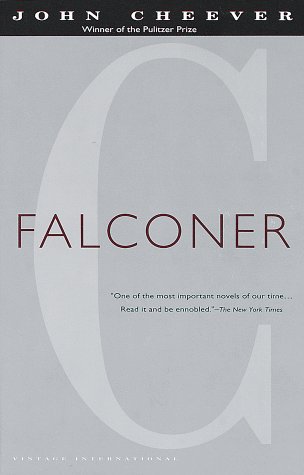 JOHN CHEEVER
Winner of the Pulitzer Prize
C
FALCONER
"One of the most important novels of our time...
Read it and be ennobled."—The New York Times
VINTAGE INTERNATIONAL